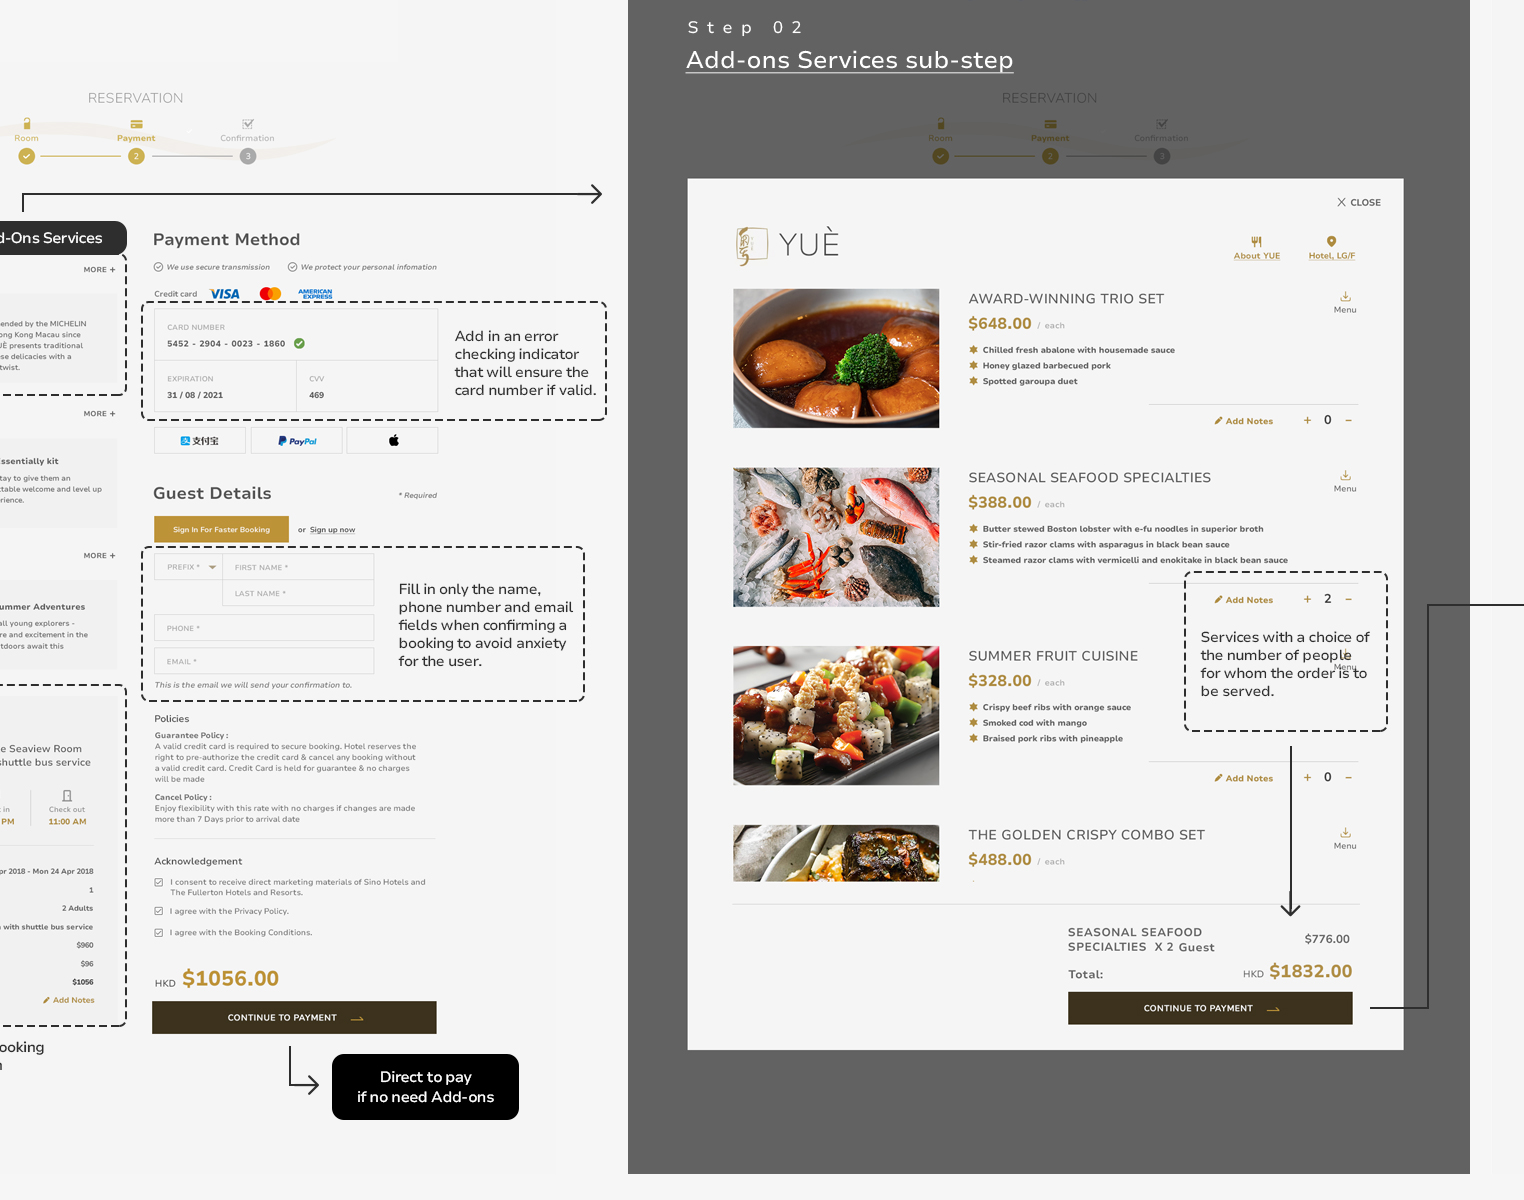 RESERVATION
Room
Payment
Confirmation
2
3
d-Ons Services
MORE +
ended by the MICHELIN
ong Kong Macau since
UÈ presents traditional
se delicacies with a
twist.
MORE +
ssentially kit
tay to give them an
ttable welcome and level up
rience.
MORE +
ummer Adventures
all young explorers -
re and excitement in the
tdoors await this
e Seaview Room
shuttle bus service
t in
PM
Check out
11:00 AM
pr 2018 - Mon 24 Apr 2018
1
2 Adults
with shuttle bus service
$960
$96
$1056
Add Notes
ooking
Payment Method
We use secure transmission
We protect your personal infomation
Credit card
VISA
AMERICAN
EXPRESS
CARD NUMBER
5452 - 2904 - 0023 - 1860
EXPIRATION
31 / 08 / 2021
CVV
469
Add in an error
checking indicator
that will ensure the
card number if valid.
支付宝
PayPal
Guest Details
* Required
Sign In For Faster Booking
or Sign up now
PREFIX *
FIRST NAME *
LAST NAME *
PHONE *
EMAIL *
This is the email we will send your confirmation to.
Fill in only the name,
phone number and email
fields when confirming a
booking to avoid anxiety
for the user.
Policies
Guarantee Policy :
A valid credit card is required to secure booking. Hotel reserves the
right to pre-authorize the credit card & cancel any booking without
a valid credit card. Credit Card is held for guarantee & no charges
will be made
Cancel Policy :
Enjoy flexibility with this rate with no charges if changes are made
more than 7 Days prior to arrival date
Acknowledgement
I consent to receive direct marketing materials of Sino Hotels and
The Fullerton Hotels and Resorts.
I agree with the Privacy Policy.
I agree with the Booking Conditions.
HKD $1056.00
CONTINUE TO PAYMENT
Direct to pay
if no need Add-ons
Step 02
Add-ons Services sub-step
RESERVATION
Room
Payment
Confirmation
2
3
CLOSE
YUÈ
About YUE
Hotel, LG/F
AWARD-WINNING TRIO SET
$648.00 / each
Chilled fresh abalone with housemade sauce
Honey glazed barbecued pork
Spotted garoupa duet
Menu
Add Notes
+ 0 −
SEASONAL SEAFOOD SPECIALTIES
$388.00 / each
Butter stewed Boston lobster with e-fu noodles in superior broth
Stir-fried razor clams with asparagus in black bean sauce
Steamed razor clams with vermicelli and enokitake in black bean sauce
Menu
Add Notes
+ 2 −
Services with a choice of
the number of people
for whom the order is to
be served.
SUMMER FRUIT CUISINE
$328.00 / each
Crispy beef ribs with orange sauce
Smoked cod with mango
Braised pork ribs with pineapple
Menu
Add Notes
+ 0 −
THE GOLDEN CRISPY COMBO SET
$488.00 / each
Menu
SEASONAL SEAFOOD
SPECIALTIES X 2 Guest
$776.00
Total:
HKD $1832.00
CONTINUE TO PAYMENT